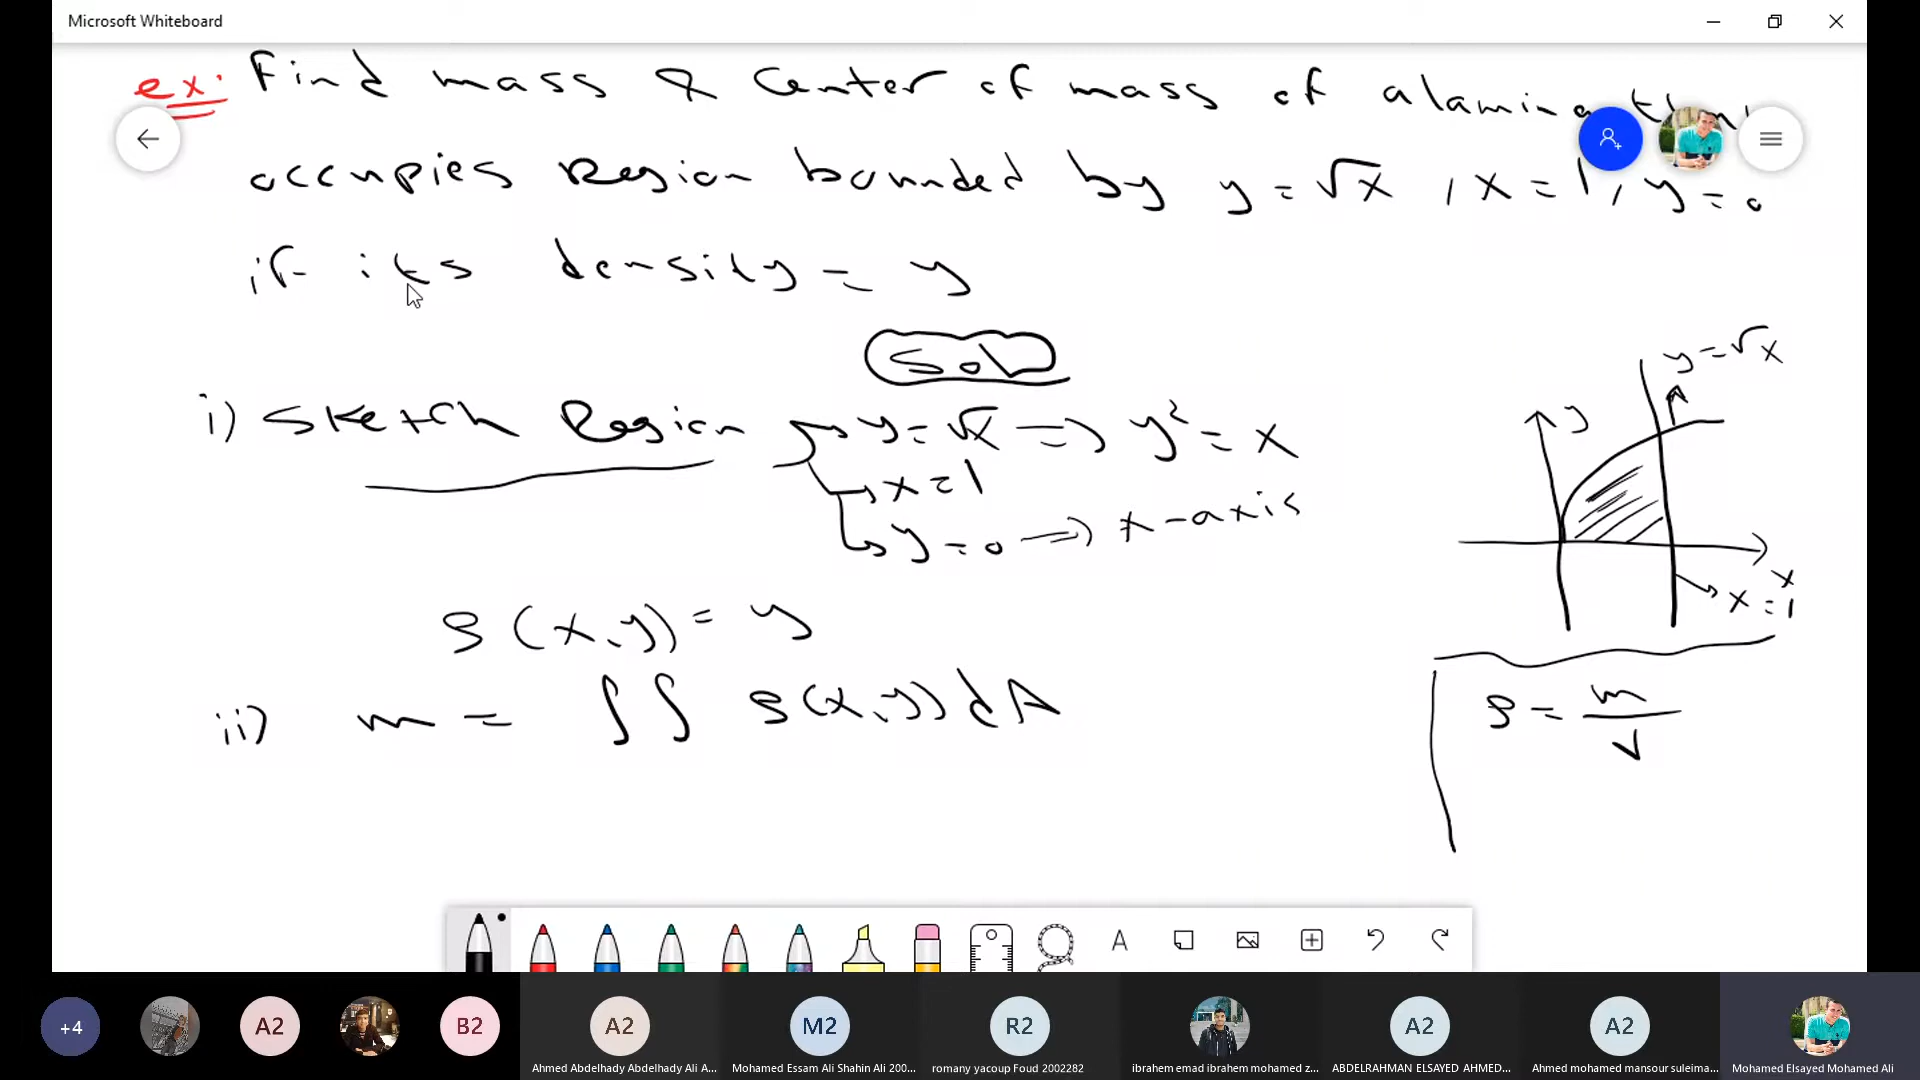 Microsoft Whiteboard
ex: Find mass & Center of mass of alamina
occupies Region bounded by y = √x , x = 1 , y = 0
if its density = y
Sol
i) Sketch Region y = √x ⇒ y² = x
x = 1
y = 0 ⇒ x-axis
y = √x
y
x
x = 1
ρ(x,y) = y
ii) m = ∫∫ ρ(x,y) dA
ρ = m/v
A
+4
A2
B2
A2
M2
R2
A2
A2
Ahmed Abdelhady Abdelhady Ali A...
Mohamed Essam Ali Shahin Ali 200...
romany yacoup Foud 2002282
ibrahem emad ibrahem mohamed z...
ABDELRAHMAN ELSAYED AHMED...
Ahmed mohamed mansour suleima...
Mohamed Elsayed Mohamed Ali